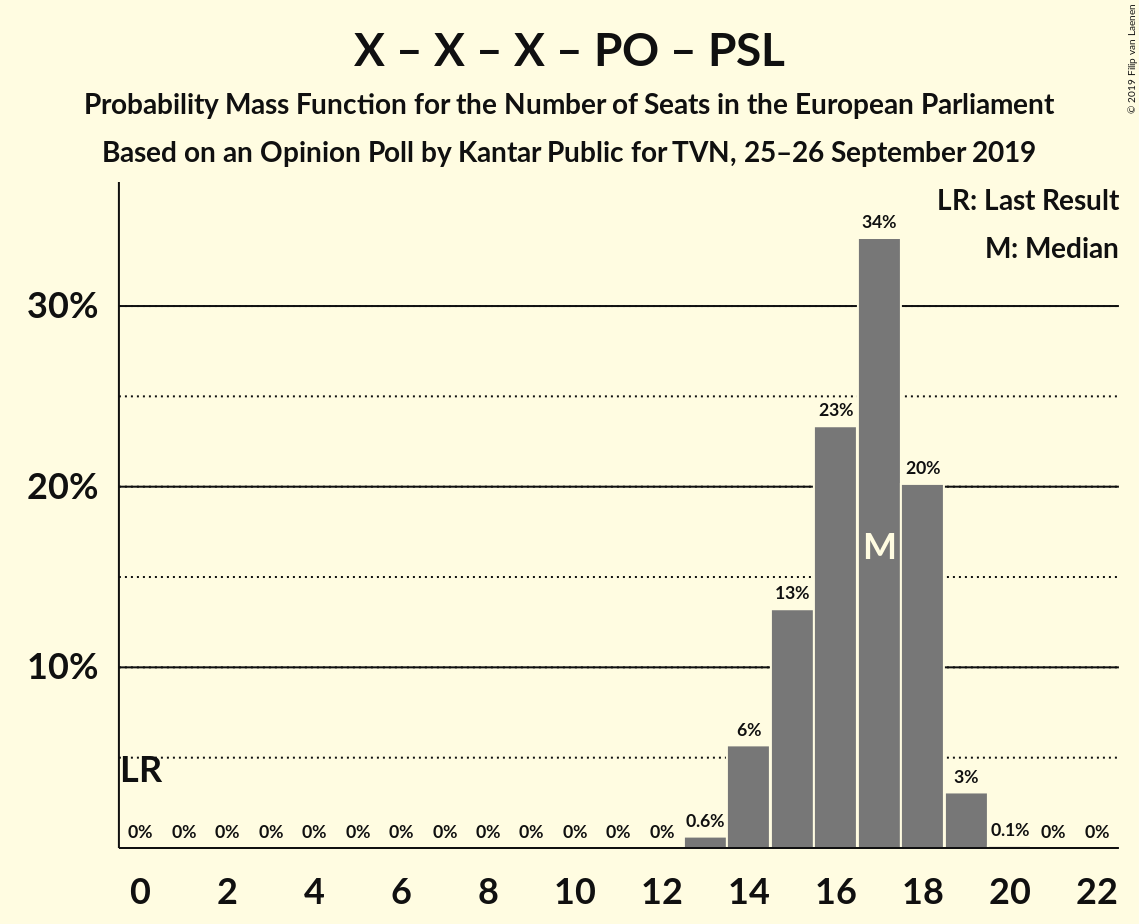 X – X – X – PO – PSL
Probability Mass Function for the Number of Seats in the European Parliament
Based on an Opinion Poll by Kantar Public for TVN, 25–26 September 2019
© 2019 Filip van Laenen
LR: Last Result
M: Median
34%
30%
23%
20%
20%
M
13%
10%
6%
LR
3%
0% 0% 0% 0% 0% 0% 0% 0% 0% 0% 0% 0% 0% 0.6% 0.1% 0% 0%
0 2 4 6 8 10 12 14 16 18 20 22